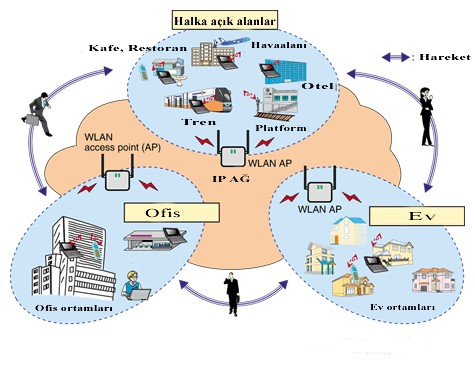 Halka açık alanlar
Kafe, Restoran
Havaalanı
: Hareket
Otel
Tren
Platform
WLAN
access point (AP)
WLAN AP
IP AĞ
WLAN AP
Ofis
Ev
Ofis ortamları
Ev ortamları